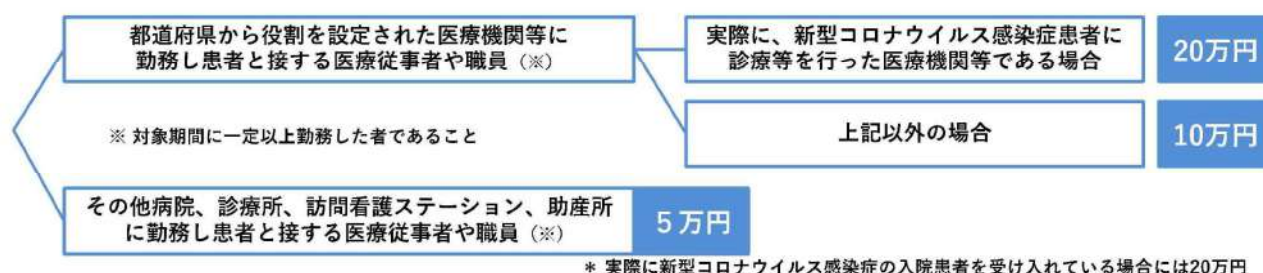 都道府県から役割を設定された医療機関等に
勤務し患者と接する医療従事者や職員（※）
実際に、新型コロナウイルス感染症患者に
診療等を行った医療機関等である場合
20万円
※ 対象期間に一定以上勤務した者であること
上記以外の場合
10万円
その他病院、診療所、訪問看護ステーション、助産所
に勤務し患者と接する医療従事者や職員（※）
５万円
* 実際に新型コロナウイルス感染症の入院患者を受け入れている場合には20万円